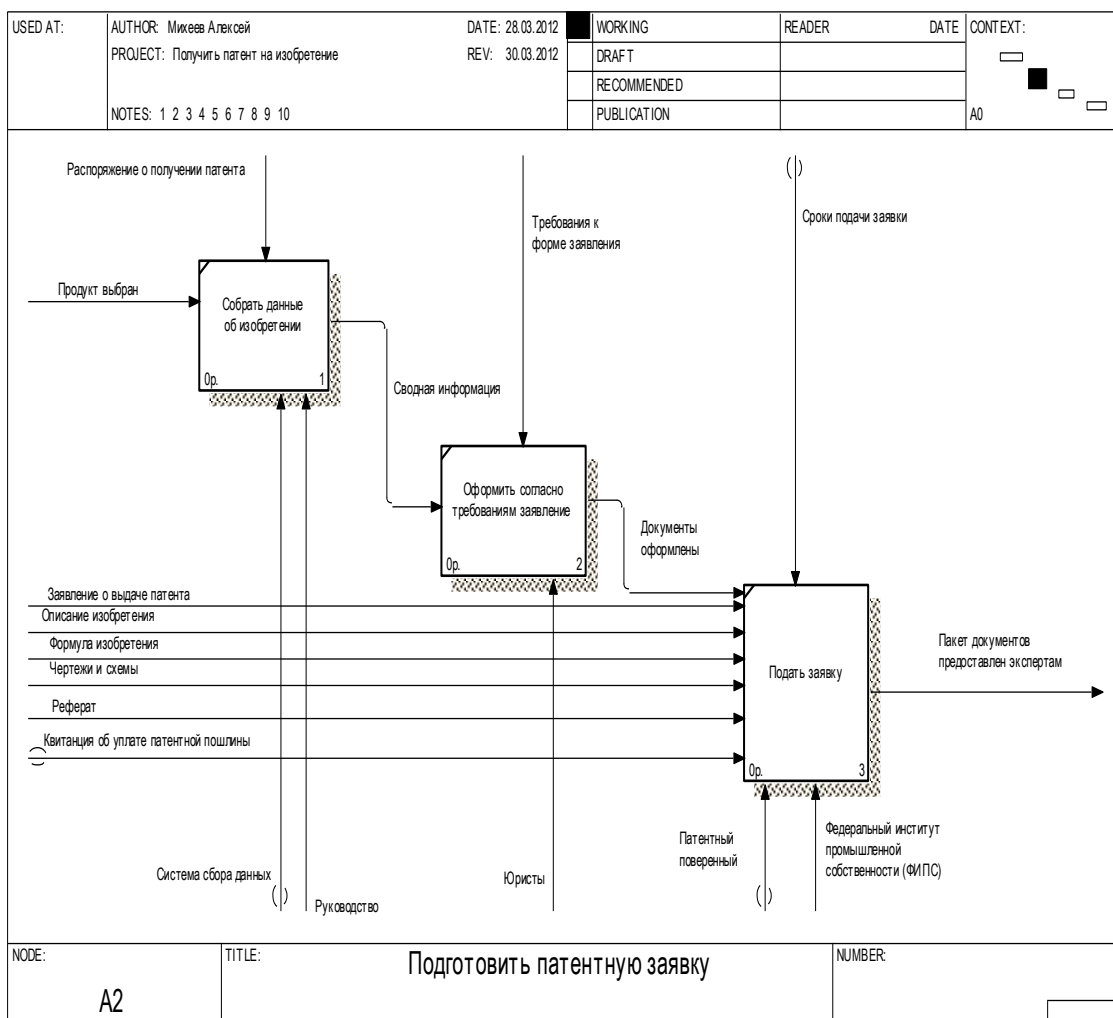 USED AT:
AUTHOR: Михеев Алексей
DATE: 28.03.2012
PROJECT: Получить патент на изобретение
REV: 30.03.2012
NOTES: 1 2 3 4 5 6 7 8 9 10
WORKING
DRAFT
RECOMMENDED
PUBLICATION
READER
DATE
CONTEXT:
A0
Распоряжение о получении патента
Требования к
форме заявления
( )
Сроки подачи заявки
Продукт выбран
Собрать данные
об изобретении
0р.
1
Сводная информация
Оформить согласно
требованиям заявление
0р.
2
Документы
оформлены
Заявление о выдаче патента
Описание изобретения
Формула изобретения
Чертежи и схемы
Реферат
Квитанция об уплате патентной пошлины
Подать заявку
0р.
3
Пакет документов
предоставлен экспертам
Система сбора данных
( )
Руководство
Юристы
Патентный
поверенный
( )
Федеральный институт
промышленной
собственности (ФИПС)
NODE:
A2
TITLE:
Подготовить патентную заявку
NUMBER: